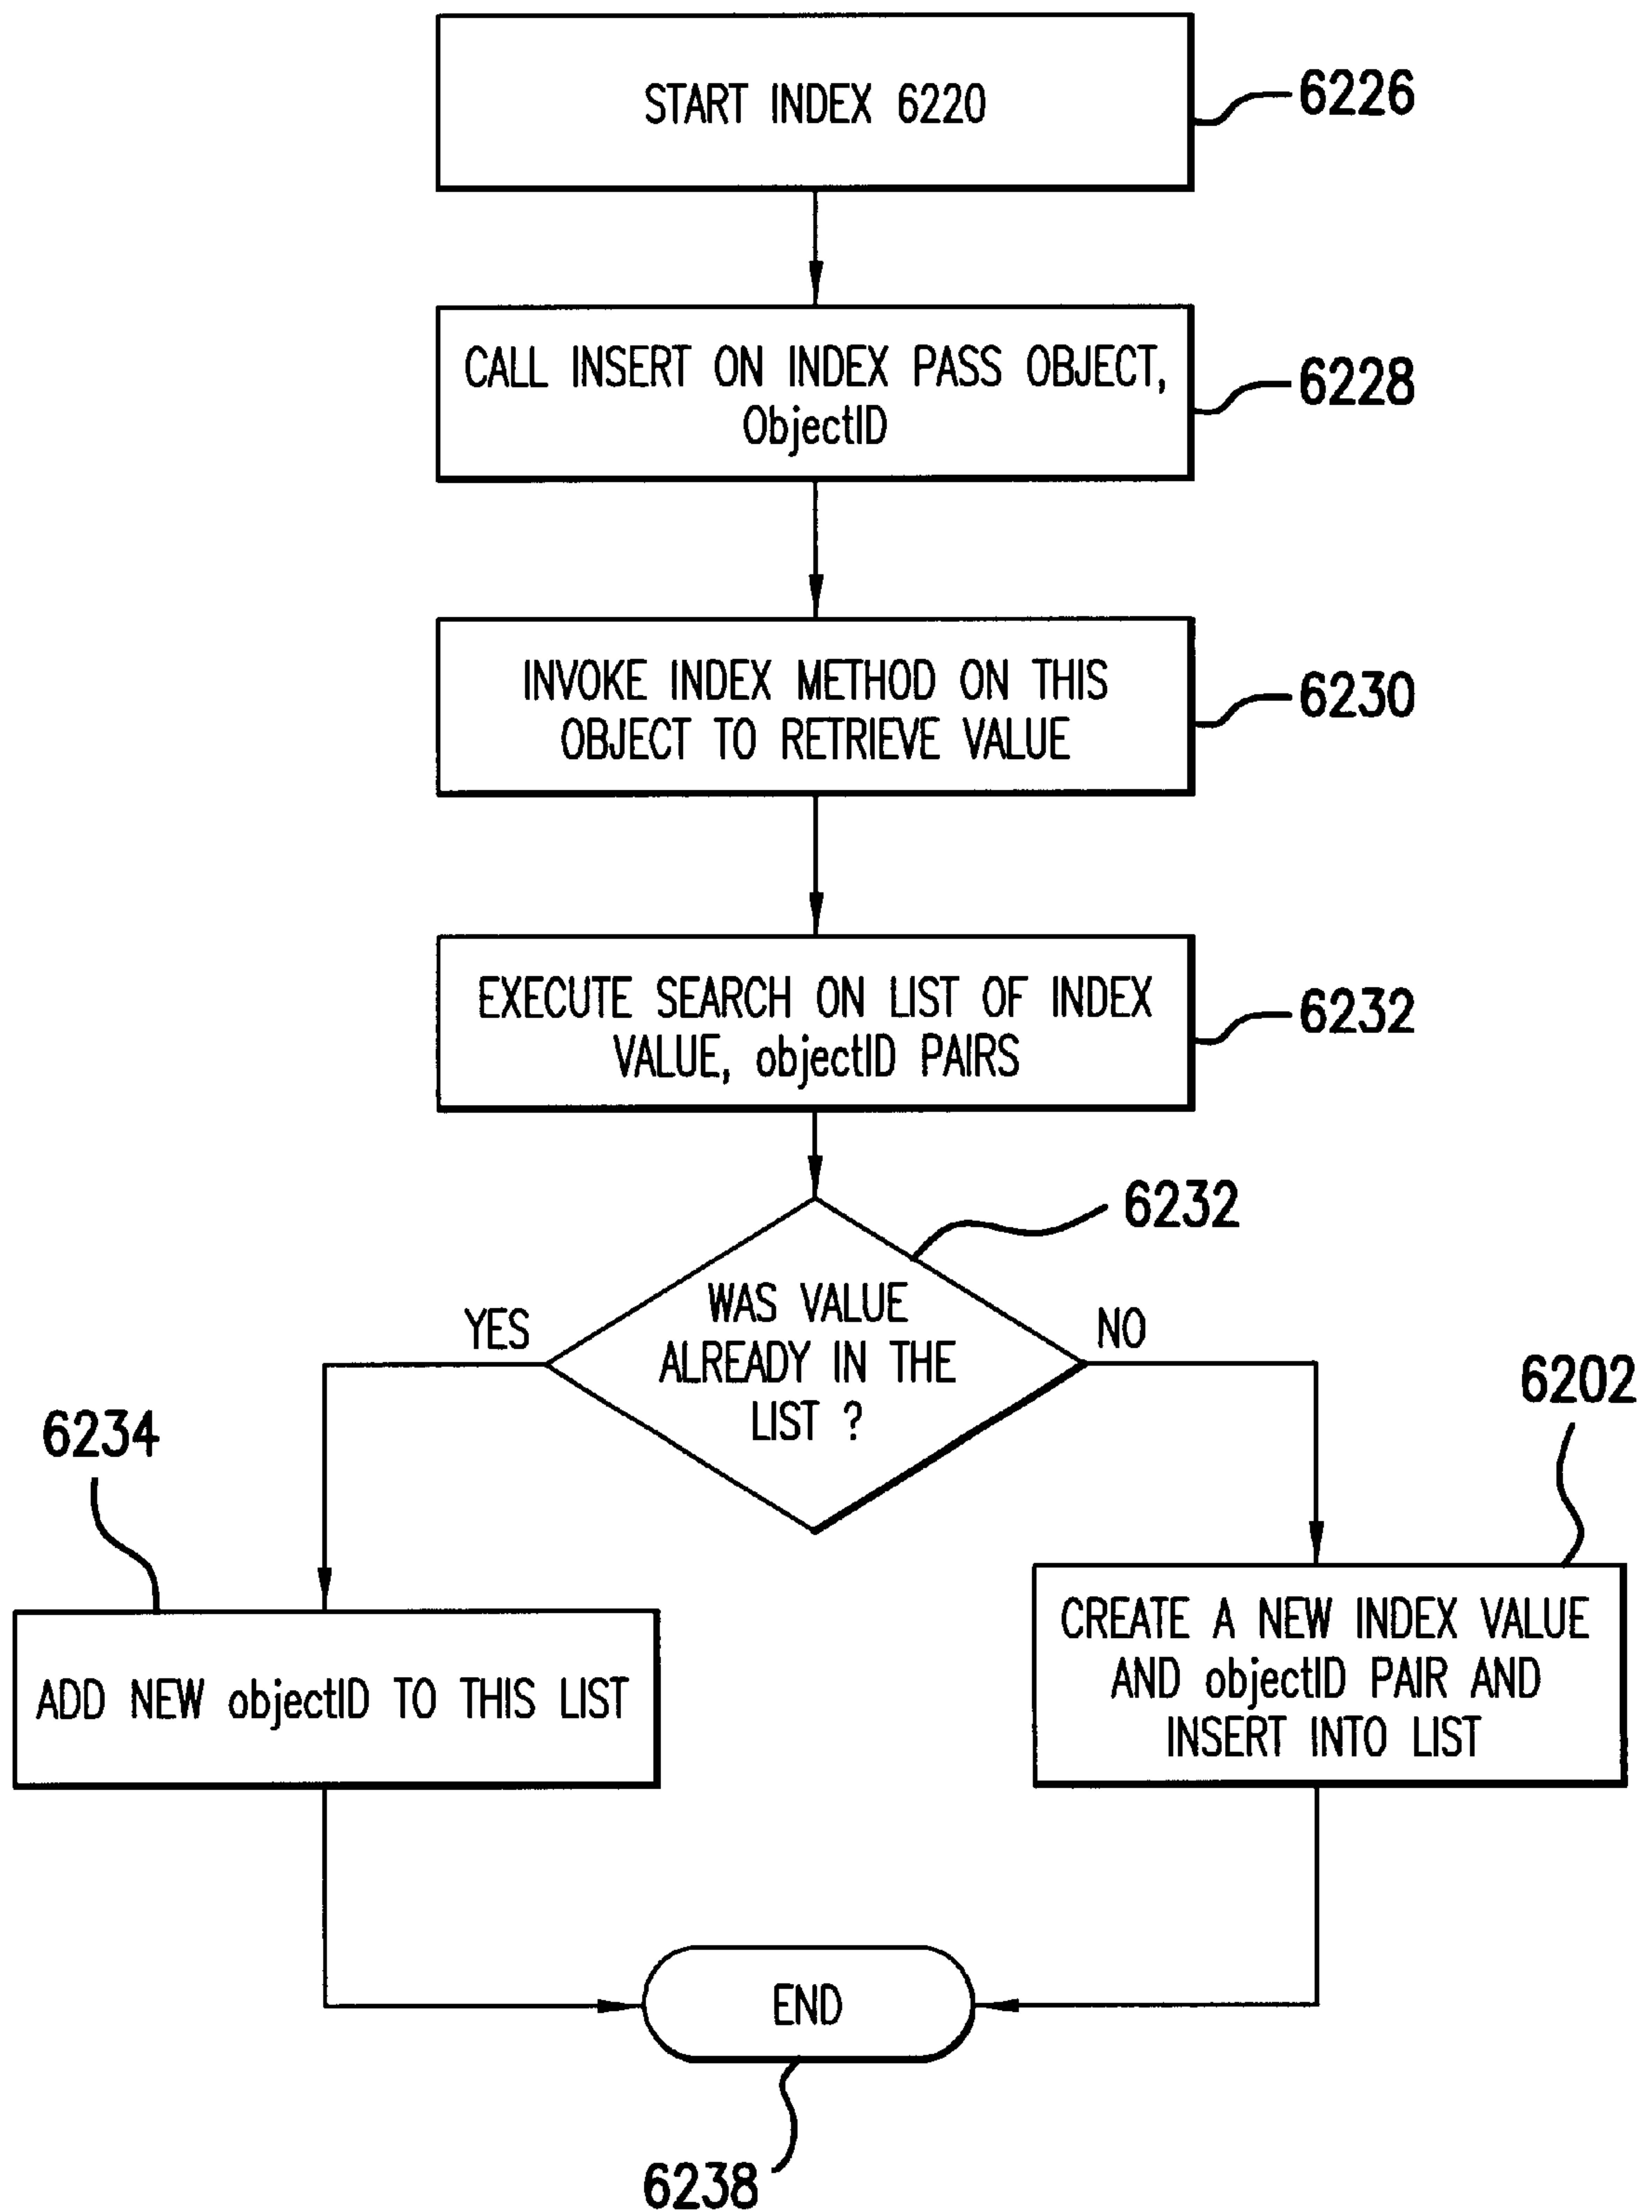 START INDEX 6220
6226
CALL INSERT ON INDEX PASS OBJECT,
ObjectID
6228
INVOKE INDEX METHOD ON THIS
OBJECT TO RETRIEVE VALUE
6230
EXECUTE SEARCH ON LIST OF INDEX
VALUE, objectID PAIRS
6232
6232
WAS VALUE
ALREADY IN THE
LIST ?
YES
NO
6234
ADD NEW objectID TO THIS LIST
6202
CREATE A NEW INDEX VALUE
AND objectID PAIR AND
INSERT INTO LIST
END
6238